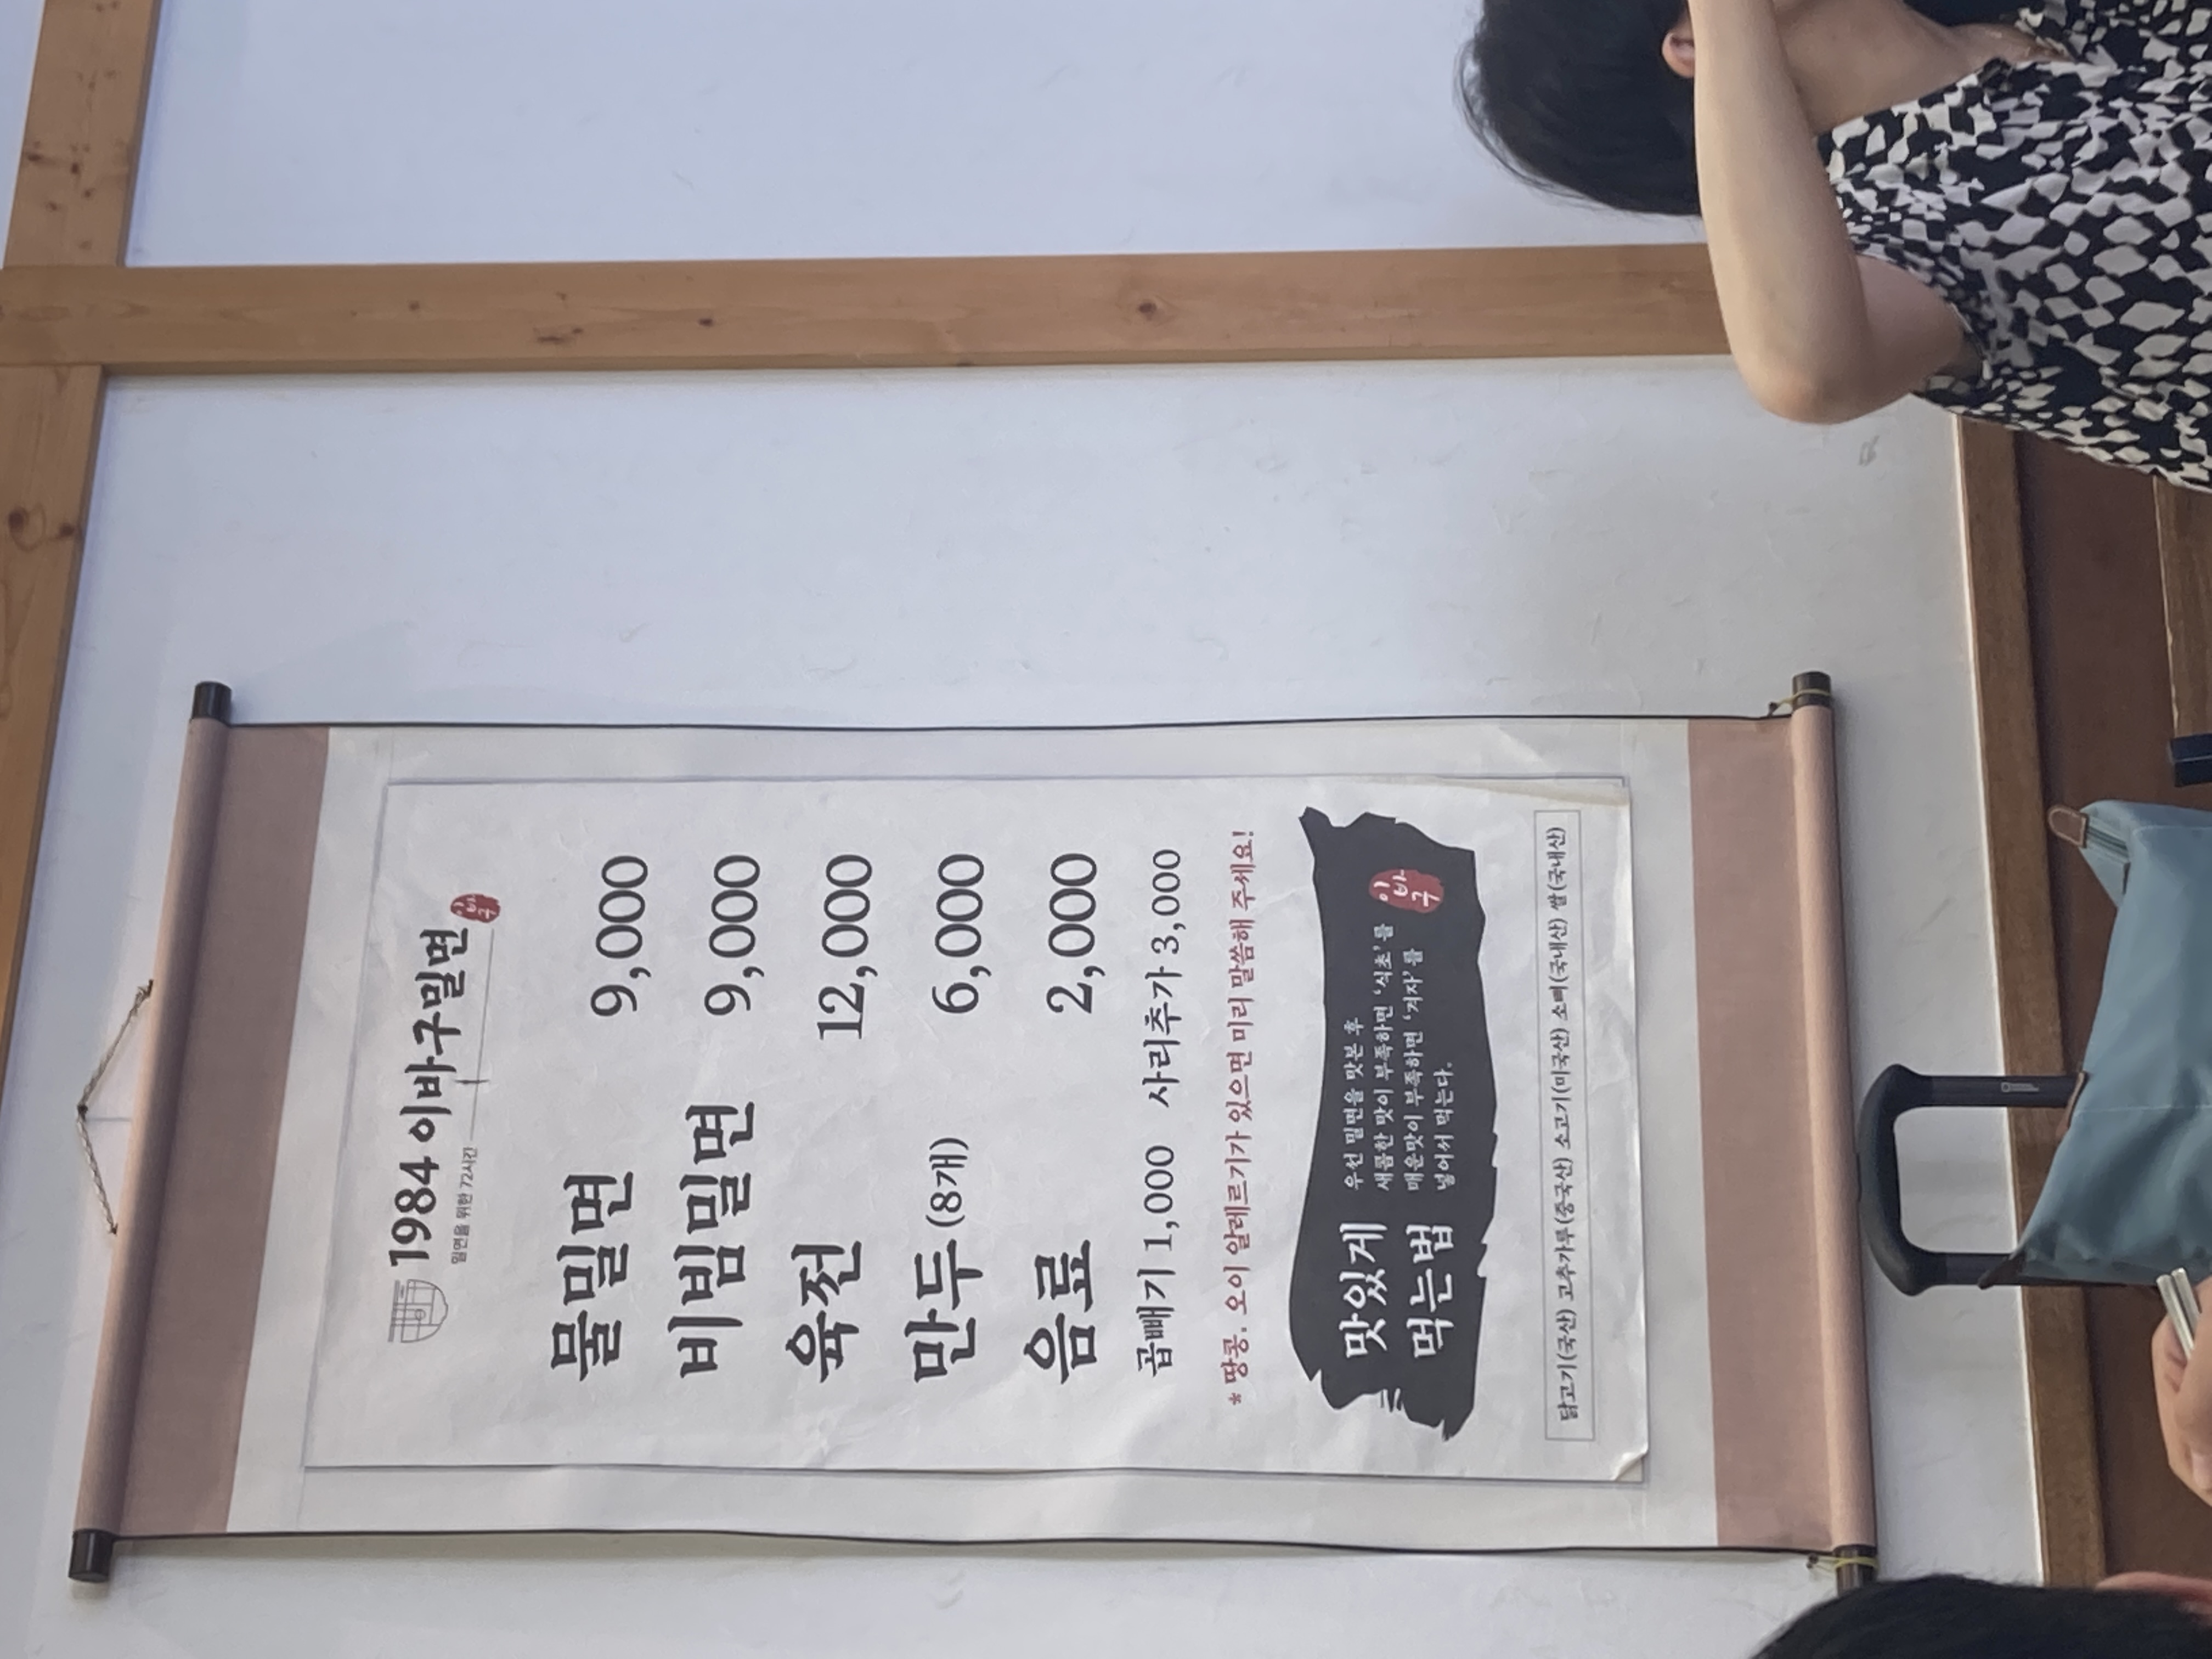 1984 이바구밀면
이바구
밀면을 위한 72시간
물밀면 9,000
비빔밀면 9,000
육전 12,000
만두(8개) 6,000
음료 2,000
곱빼기 1,000 사리추가 3,000
* 땅콩. 오이 알레르기가 있으면 미리 말씀해 주세요!
맛있게
먹는법
우선 밀면을 맛본 후
새콤한 맛이 부족하면 '식초'를
매운맛이 부족하면 '겨자'를
넣어서 먹는다.
이바구
닭고기(국산) 고추가루(중국산) 소고기(미국산) 소뼈(국내산) 쌀(국내산)